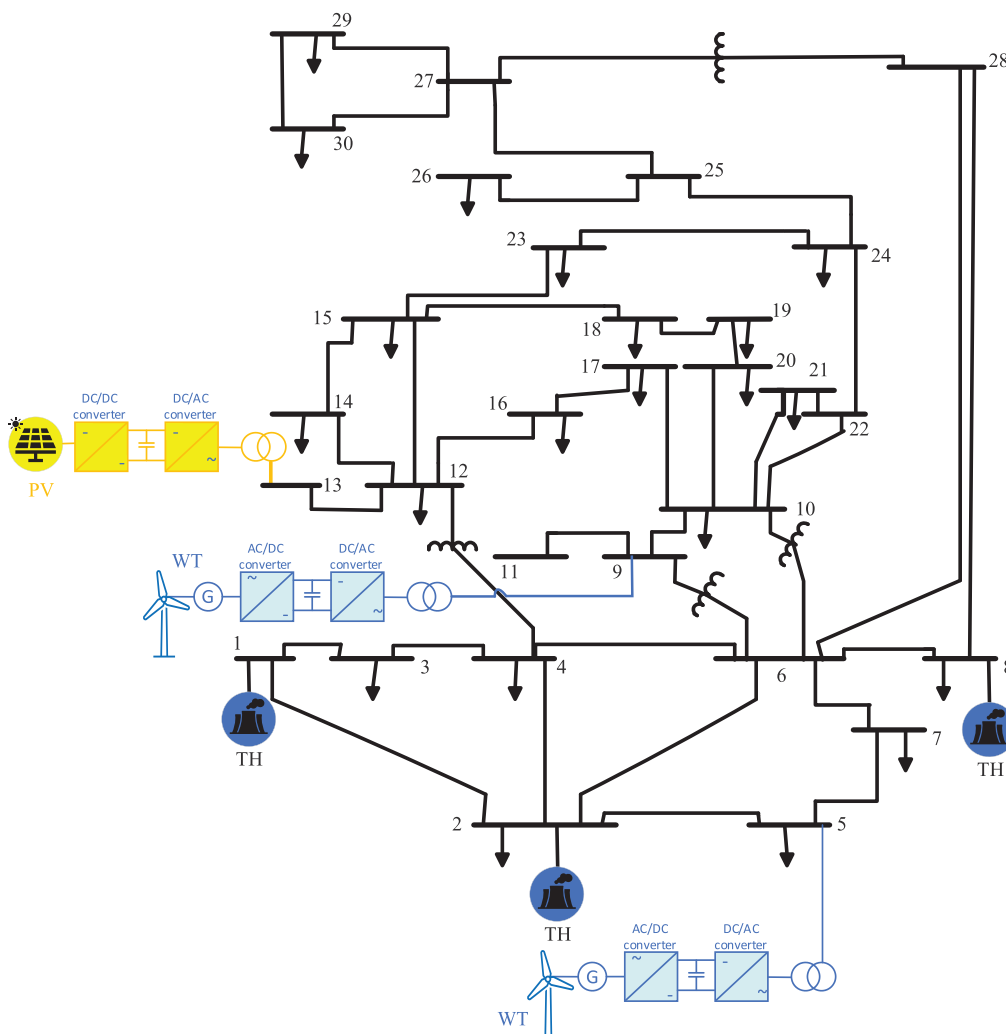 29
27
28
30
26
25
23
24
15
18
19
17
20
21
DC/DC
converter
DC/AC
converter
14
16
22
12
13
PV
10
11
9
WT
AC/DC
converter
DC/AC
converter
~
-
-
~
-
-
-
~
G
1
3
4
6
8
TH
7
TH
2
5
TH
AC/DC
converter
DC/AC
converter
~
-
-
~
G
WT